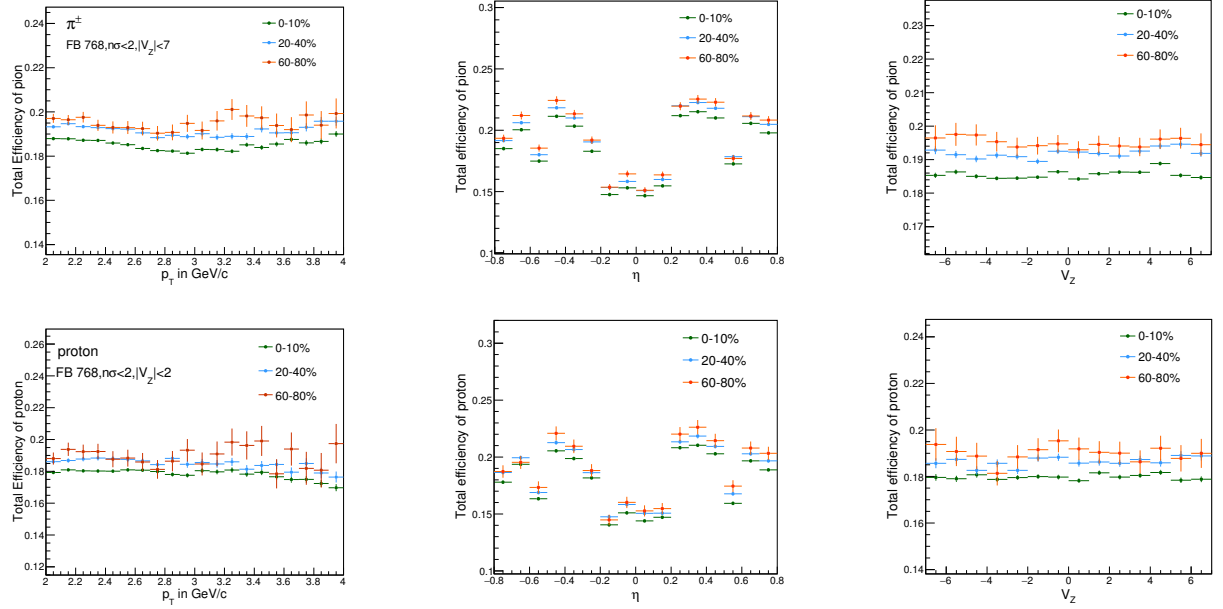 π±
FB 768,nσ<2,|V_Z|<7
0-10%
20-40%
60-80%
Total Efficiency of pion
0.24
0.22
0.2
0.18
0.16
0.14
2 2.2 2.4 2.6 2.8 3 3.2 3.4 3.6 3.8 4
p_T in GeV/c
0-10%
20-40%
60-80%
Total efficiency of pion
0.3
0.25
0.2
0.15
0.1
−0.8 −0.6 −0.4 −0.2 0 0.2 0.4 0.6 0.8
η
0-10%
20-40%
60-80%
Total efficiency of pion
0.23
0.22
0.21
0.2
0.19
0.18
0.17
−6 −4 −2 0 2 4 6
V_Z
proton
FB 768,nσ<2,|V_Z|<2
0-10%
20-40%
60-80%
Total Efficiency of proton
0.26
0.24
0.22
0.2
0.18
0.16
0.14
0.12
2 2.2 2.4 2.6 2.8 3 3.2 3.4 3.6 3.8 4
p_T in GeV/c
0-10%
20-40%
60-80%
Total Efficiency of proton
0.3
0.25
0.2
0.15
0.1
−0.8 −0.6 −0.4 −0.2 0 0.2 0.4 0.6 0.8
η
0-10%
20-40%
60-80%
Total efficiency of proton
0.24
0.22
0.2
0.18
0.16
0.14
−6 −4 −2 0 2 4 6
V_Z